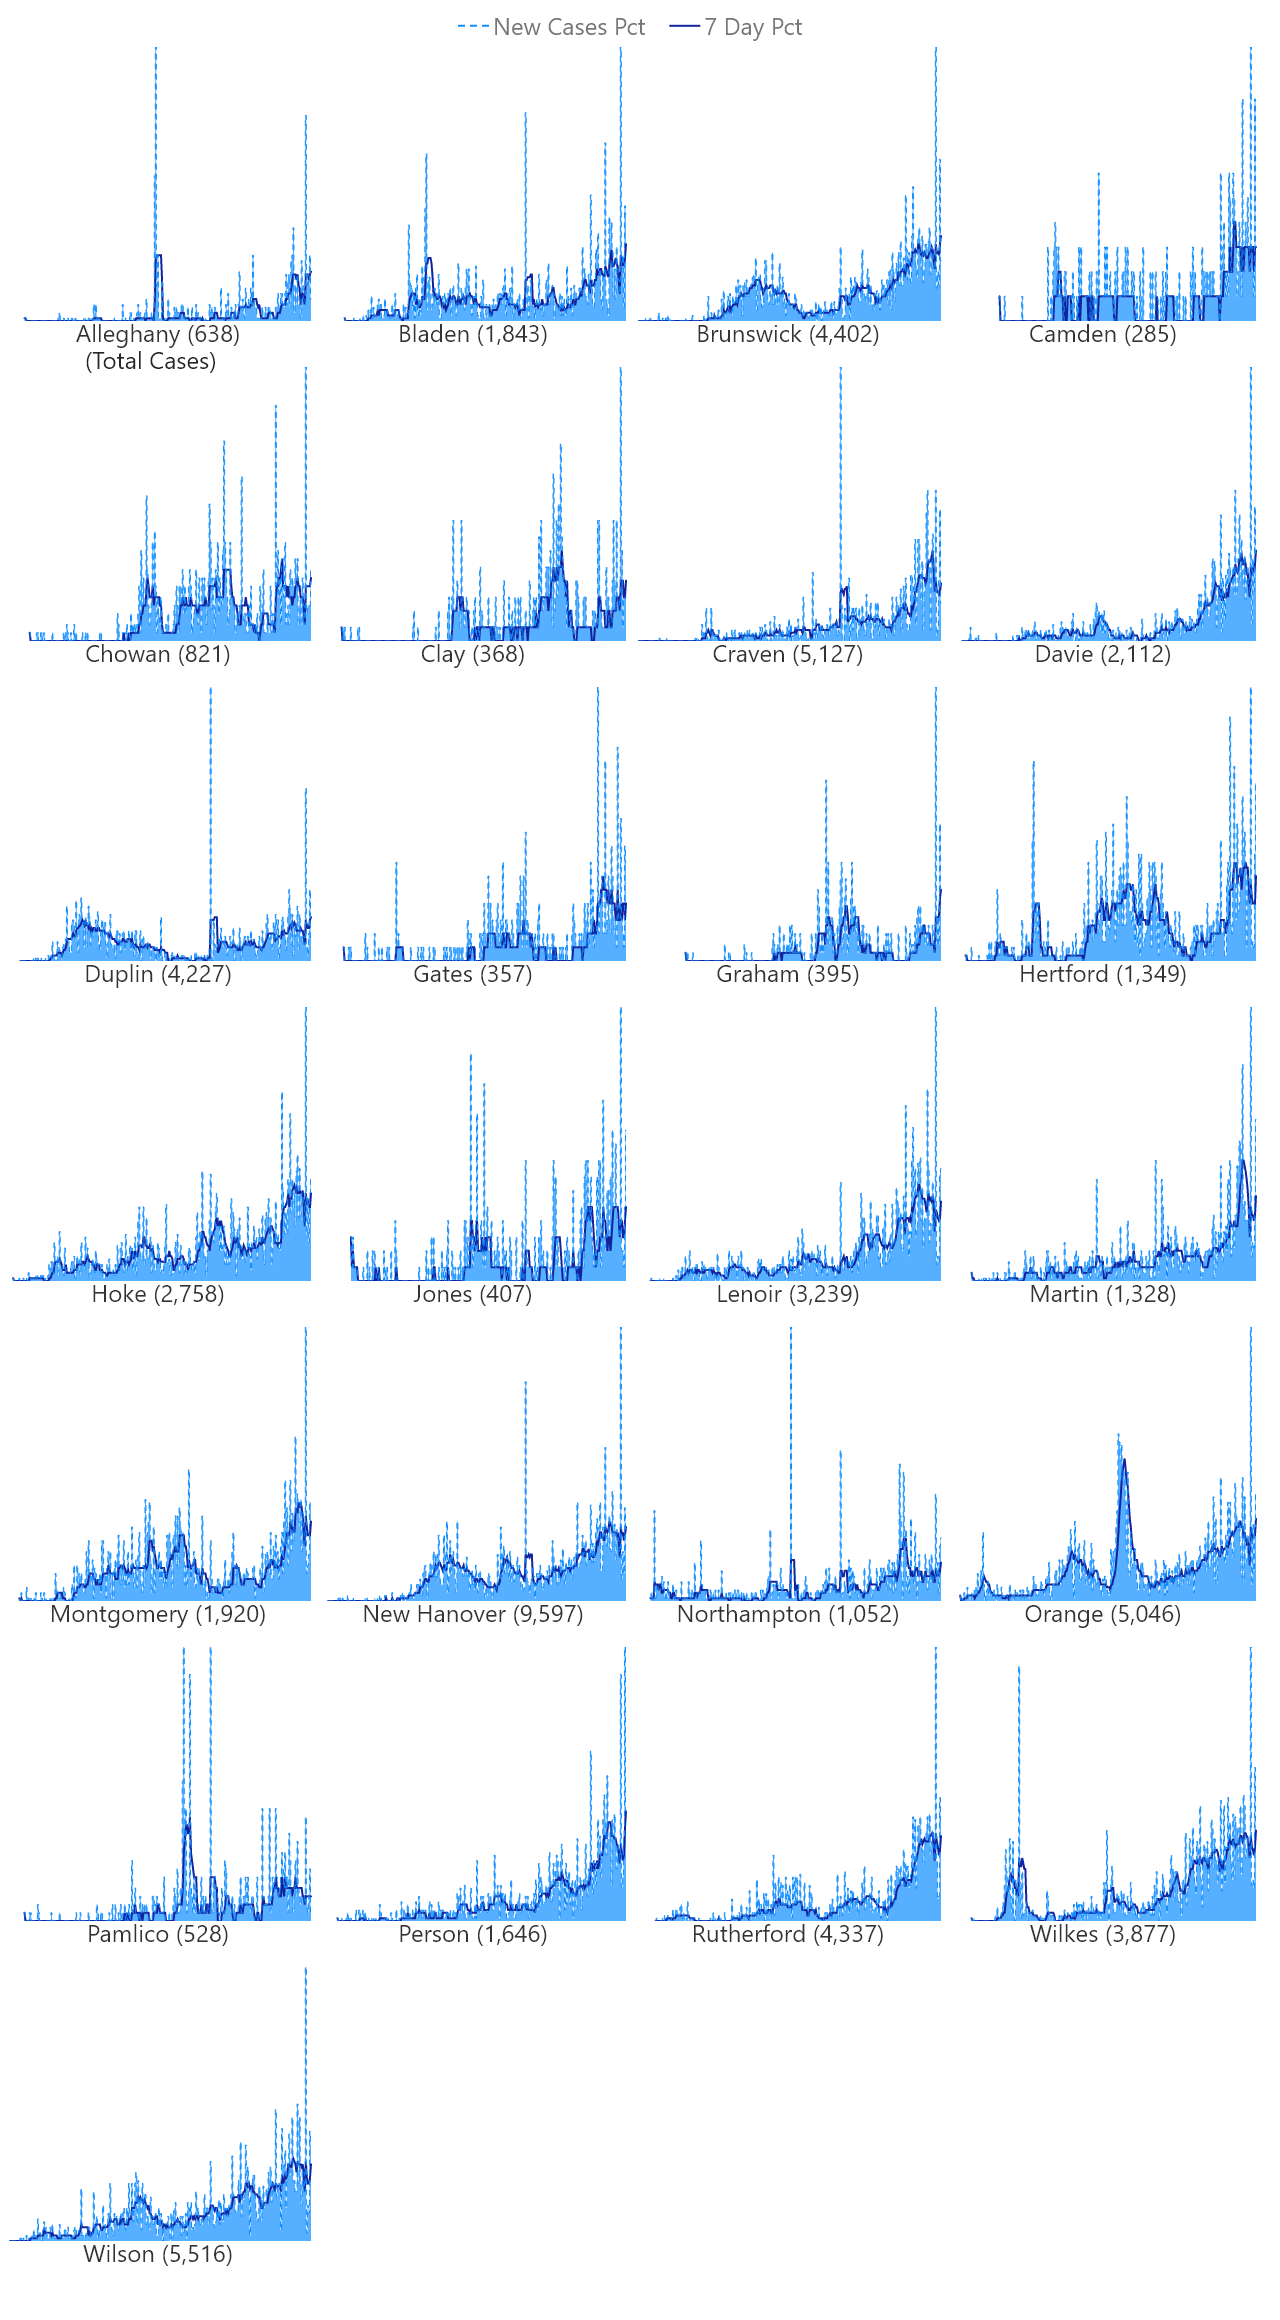 New Cases Pct 7 Day Pct
Alleghany (638) Bladen (1,843) Brunswick (4,402) Camden (285)
(Total Cases)
Chowan (821) Clay (368) Craven (5,127) Davie (2,112)
Duplin (4,227) Gates (357) Graham (395) Hertford (1,349)
Hoke (2,758) Jones (407) Lenoir (3,239) Martin (1,328)
Montgomery (1,920) New Hanover (9,597) Northampton (1,052) Orange (5,046)
Pamlico (528) Person (1,646) Rutherford (4,337) Wilkes (3,877)
Wilson (5,516)